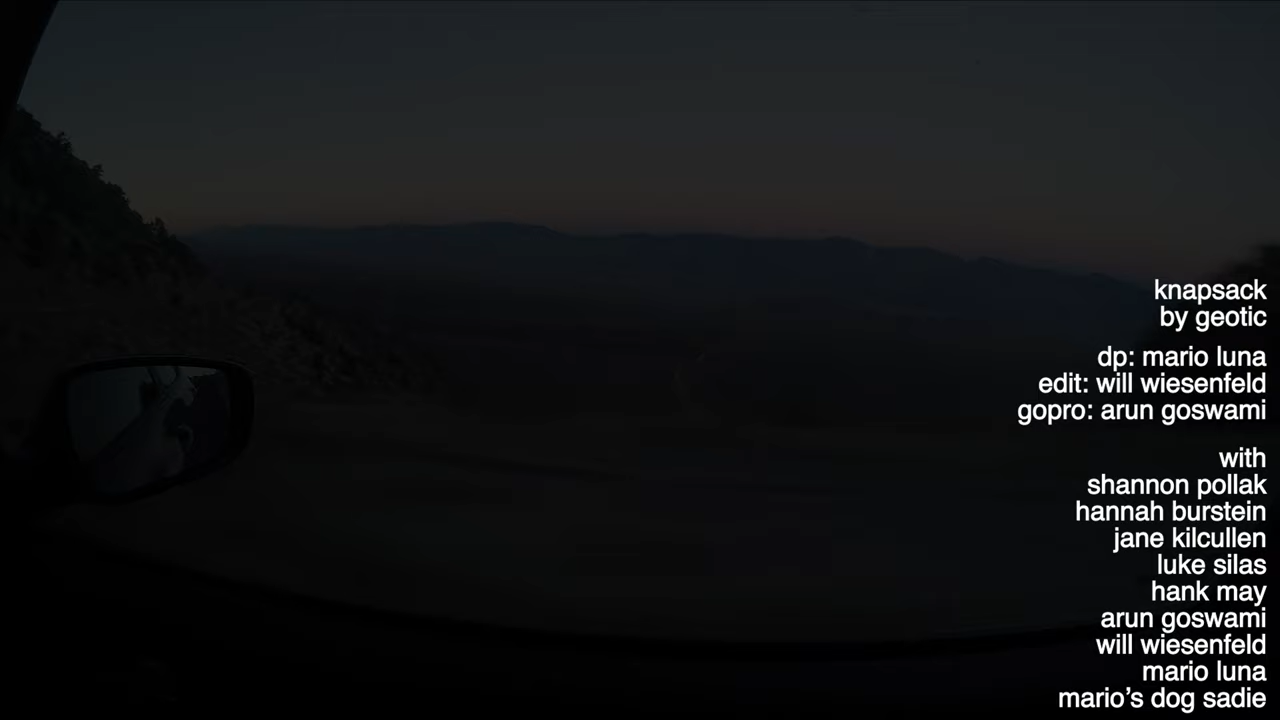 knapsack
by geotic
dp: mario luna
edit: will wiesenfeld
gopro: arun goswami
with
shannon pollak
hannah burstein
jane kilcullen
luke silas
hank may
arun goswami
will wiesenfeld
mario luna
mario’s dog sadie